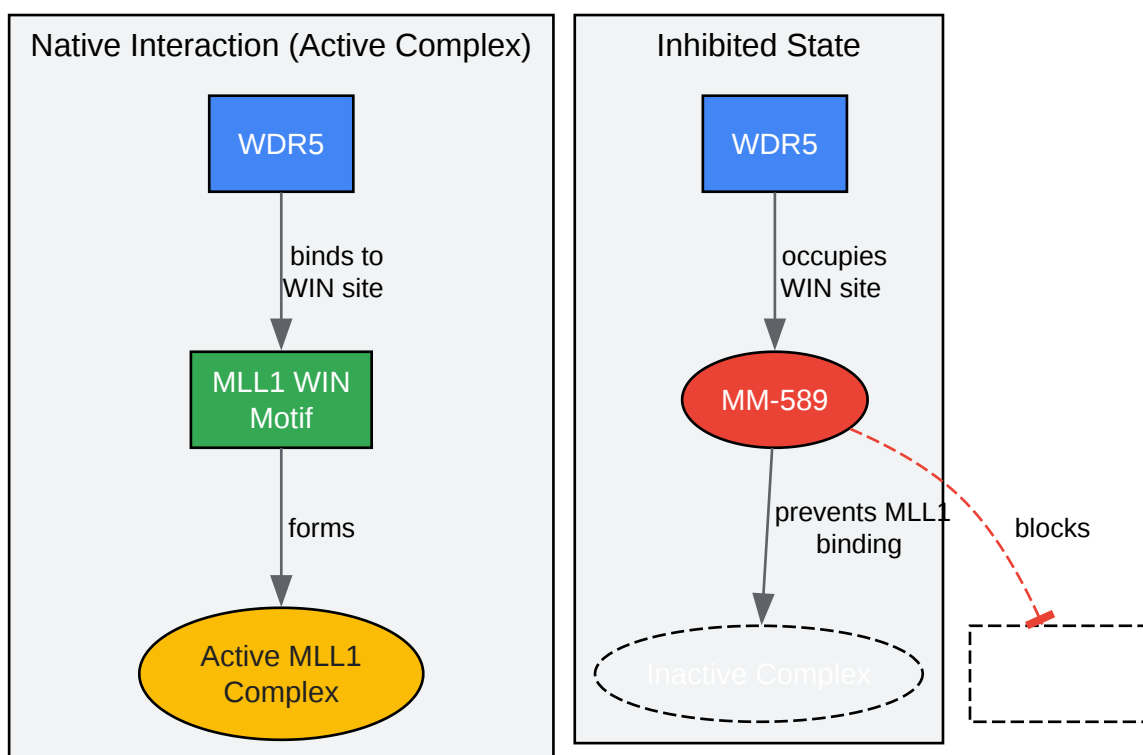 Native Interaction (Active Complex)
WDR5
binds to
WIN site
MLL1 WIN
Motif
forms
Active MLL1
Complex
Inhibited State
WDR5
occupies
WIN site
MM-589
prevents MLL1
binding
blocks
Inactive Complex